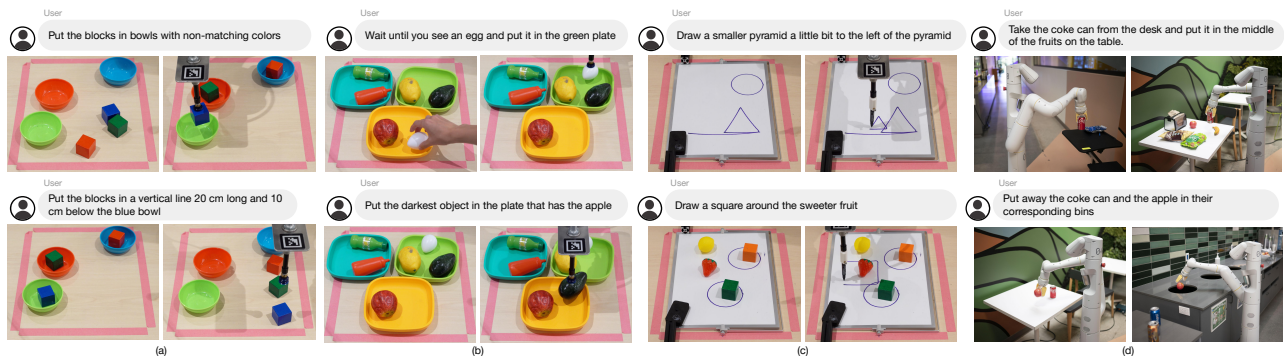 User
Put the blocks in bowls with non-matching colors
User
Wait until you see an egg and put it in the green plate
User
Draw a smaller pyramid a little bit to the left of the pyramid
User
Take the coke can from the desk and put it in the middle
of the fruits on the table.
User
Put the blocks in a vertical line 20 cm long and 10
cm below the blue bowl
User
Put the darkest object in the plate that has the apple
User
Draw a square around the sweeter fruit
User
Put away the coke can and the apple in their
corresponding bins
(a)
(b)
(c)
(d)